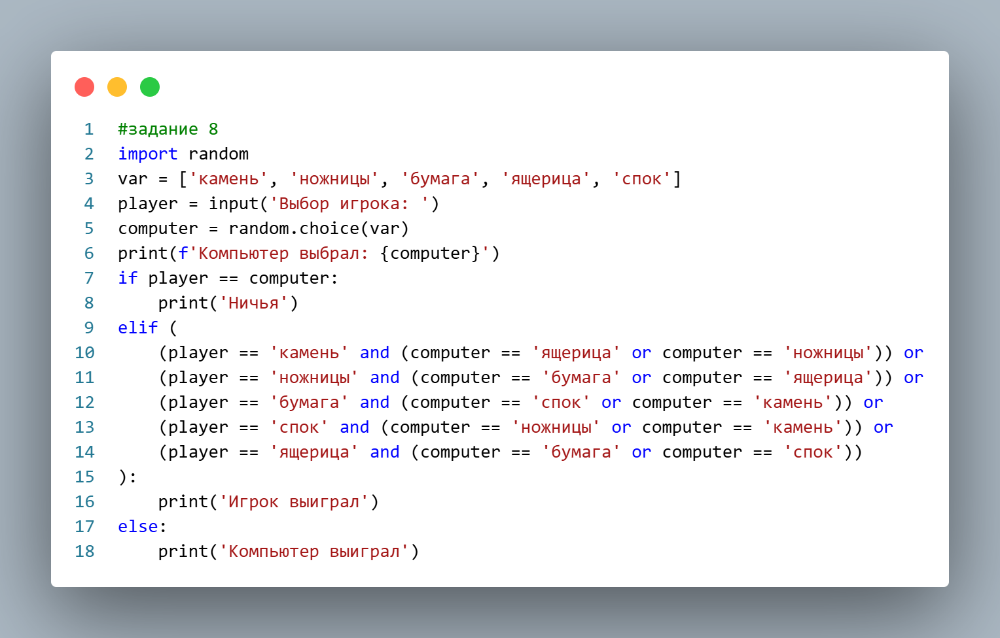 1 #задание 8
2 import random
3 var = ['камень', 'ножницы', 'бумага', 'ящерица', 'спок']
4 player = input('Выбор игрока: ')
5 computer = random.choice(var)
6 print(f'Компьютер выбрал: {computer}')
7 if player == computer:
8     print('Ничья')
9 elif (
10     (player == 'камень' and (computer == 'ящерица' or computer == 'ножницы')) or
11     (player == 'ножницы' and (computer == 'бумага' or computer == 'ящерица')) or
12     (player == 'бумага' and (computer == 'спок' or computer == 'камень')) or
13     (player == 'спок' and (computer == 'ножницы' or computer == 'камень')) or
14     (player == 'ящерица' and (computer == 'бумага' or computer == 'спок'))
15 ):
16     print('Игрок выиграл')
17 else:
18     print('Компьютер выиграл')